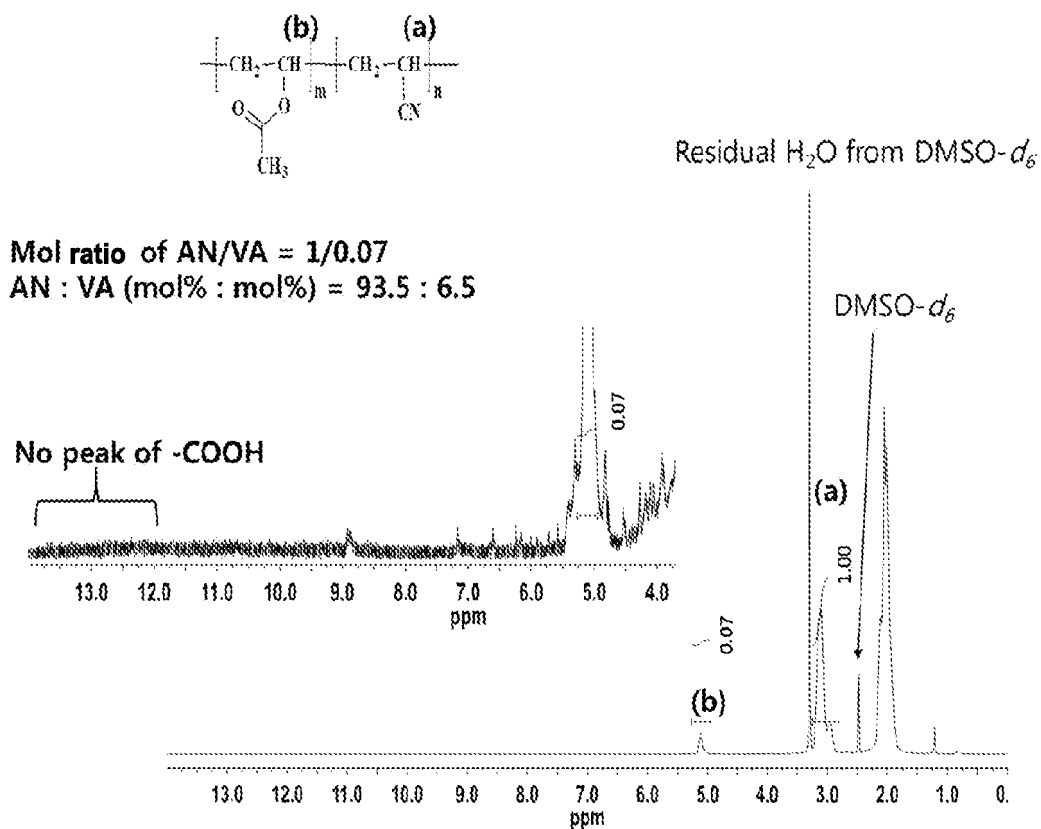 (b) (a)
CH₂ CH m CH₂ CH n
O O CN
CH₃
Residual H₂O from DMSO-d₆
Mol ratio of AN/VA = 1/0.07
AN : VA (mol% : mol%) = 93.5 : 6.5
DMSO-d₆
0.07
No peak of -COOH
(a)
13.0 12.0 11.0 10.0 9.0 8.0 7.0 6.0 5.0 4.0
ppm
1.00
0.07
(b)
13.0 12.0 11.0 10.0 9.0 8.0 7.0 6.0 5.0 4.0 3.0 2.0 1.0 0.
ppm